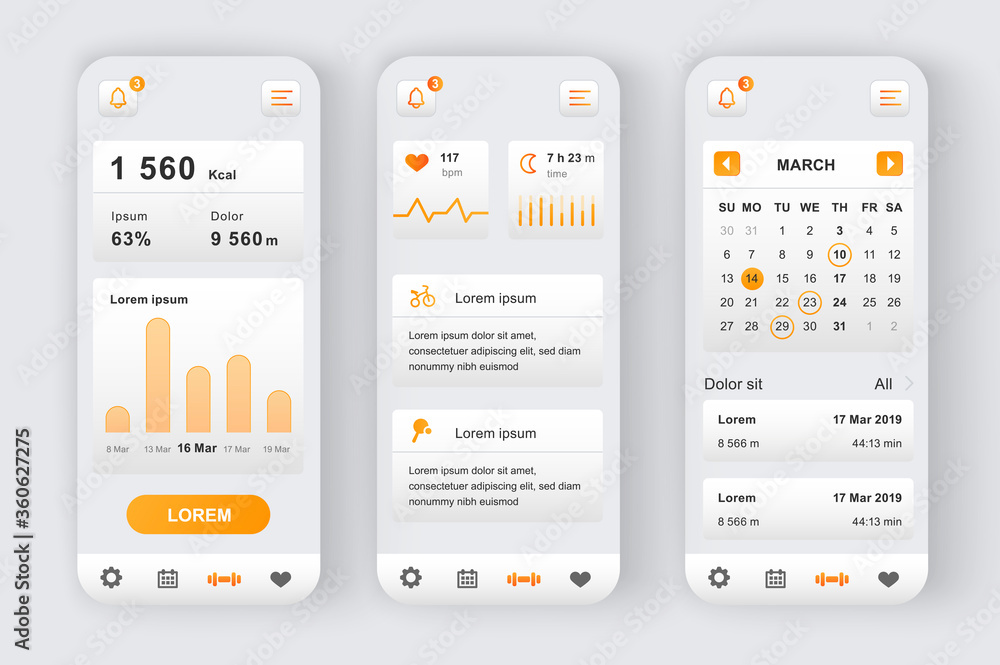 3
1 560 Kcal
Ipsum Dolor
63% 9 560 m
Lorem ipsum
8 Mar 13 Mar 16 Mar 17 Mar 19 Mar
LOREM
3
117
bpm
7 h 23 m
time
Lorem ipsum
Lorem ipsum dolor sit amet,
consectetuer adipiscing elit, sed diam
nonummy nibh euismod
Lorem ipsum
Lorem ipsum dolor sit amet,
consectetuer adipiscing elit, sed diam
nonummy nibh euismod
3
MARCH
SU MO TU WE TH FR SA
30 31 1 2 3 4 5
6 7 8 9 10 11 12
13 14 15 16 17 18 19
20 21 22 23 24 25 26
27 28 29 30 31 1 2
Dolor sit All
Lorem 17 Mar 2019
8 566 m 44:13 min
Lorem 17 Mar 2019
8 566 m 44:13 min
Adobe Stock | #360627275